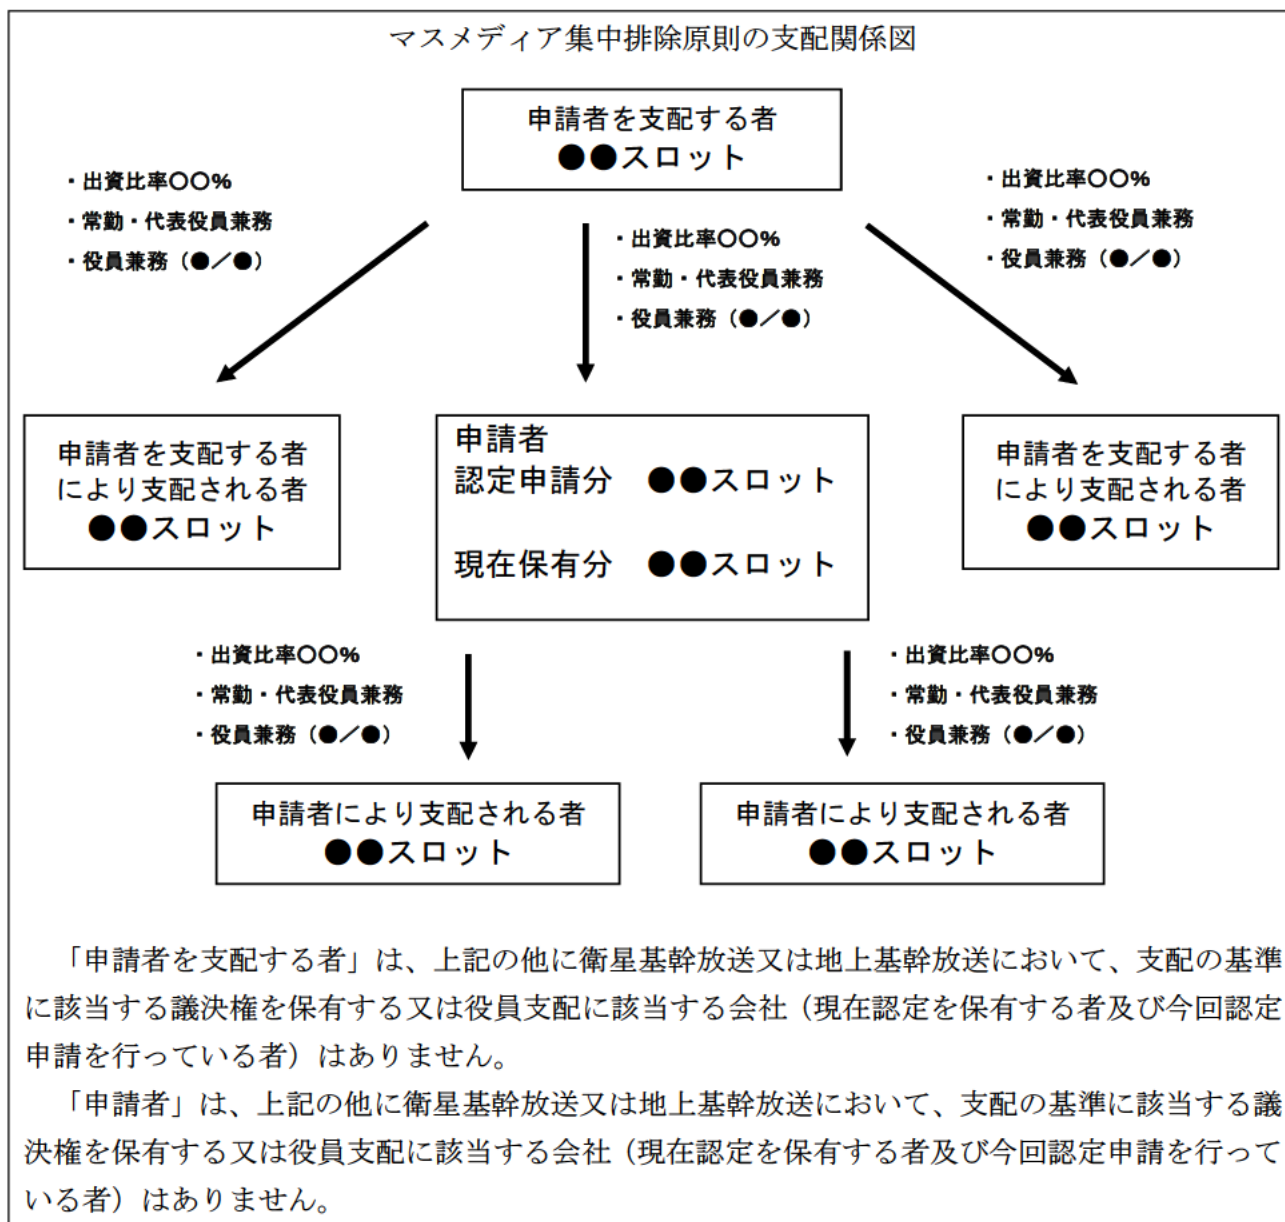 マスメディア集中排除原則の支配関係図
申請者を支配する者
●●スロット
・出資比率〇〇%
・常勤・代表役員兼務
・役員兼務（●／●）
・出資比率〇〇%
・常勤・代表役員兼務
・役員兼務（●／●）
・出資比率〇〇%
・常勤・代表役員兼務
・役員兼務（●／●）
申請者を支配する者
により支配される者
●●スロット
申請者
認定申請分　●●スロット
現在保有分　●●スロット
申請者を支配する者
により支配される者
●●スロット
・出資比率〇〇%
・常勤・代表役員兼務
・役員兼務（●／●）
・出資比率〇〇%
・常勤・代表役員兼務
・役員兼務（●／●）
申請者により支配される者
●●スロット
申請者により支配される者
●●スロット
「申請者を支配する者」は、上記の他に衛星基幹放送又は地上基幹放送において、支配の基準
に該当する議決権を保有する又は役員支配に該当する会社（現在認定を保有する者及び今回認定
申請を行っている者）はありません。
「申請者」は、上記の他に衛星基幹放送又は地上基幹放送において、支配の基準に該当する議
決権を保有する又は役員支配に該当する会社（現在認定を保有する者及び今回認定申請を行って
いる者）はありません。